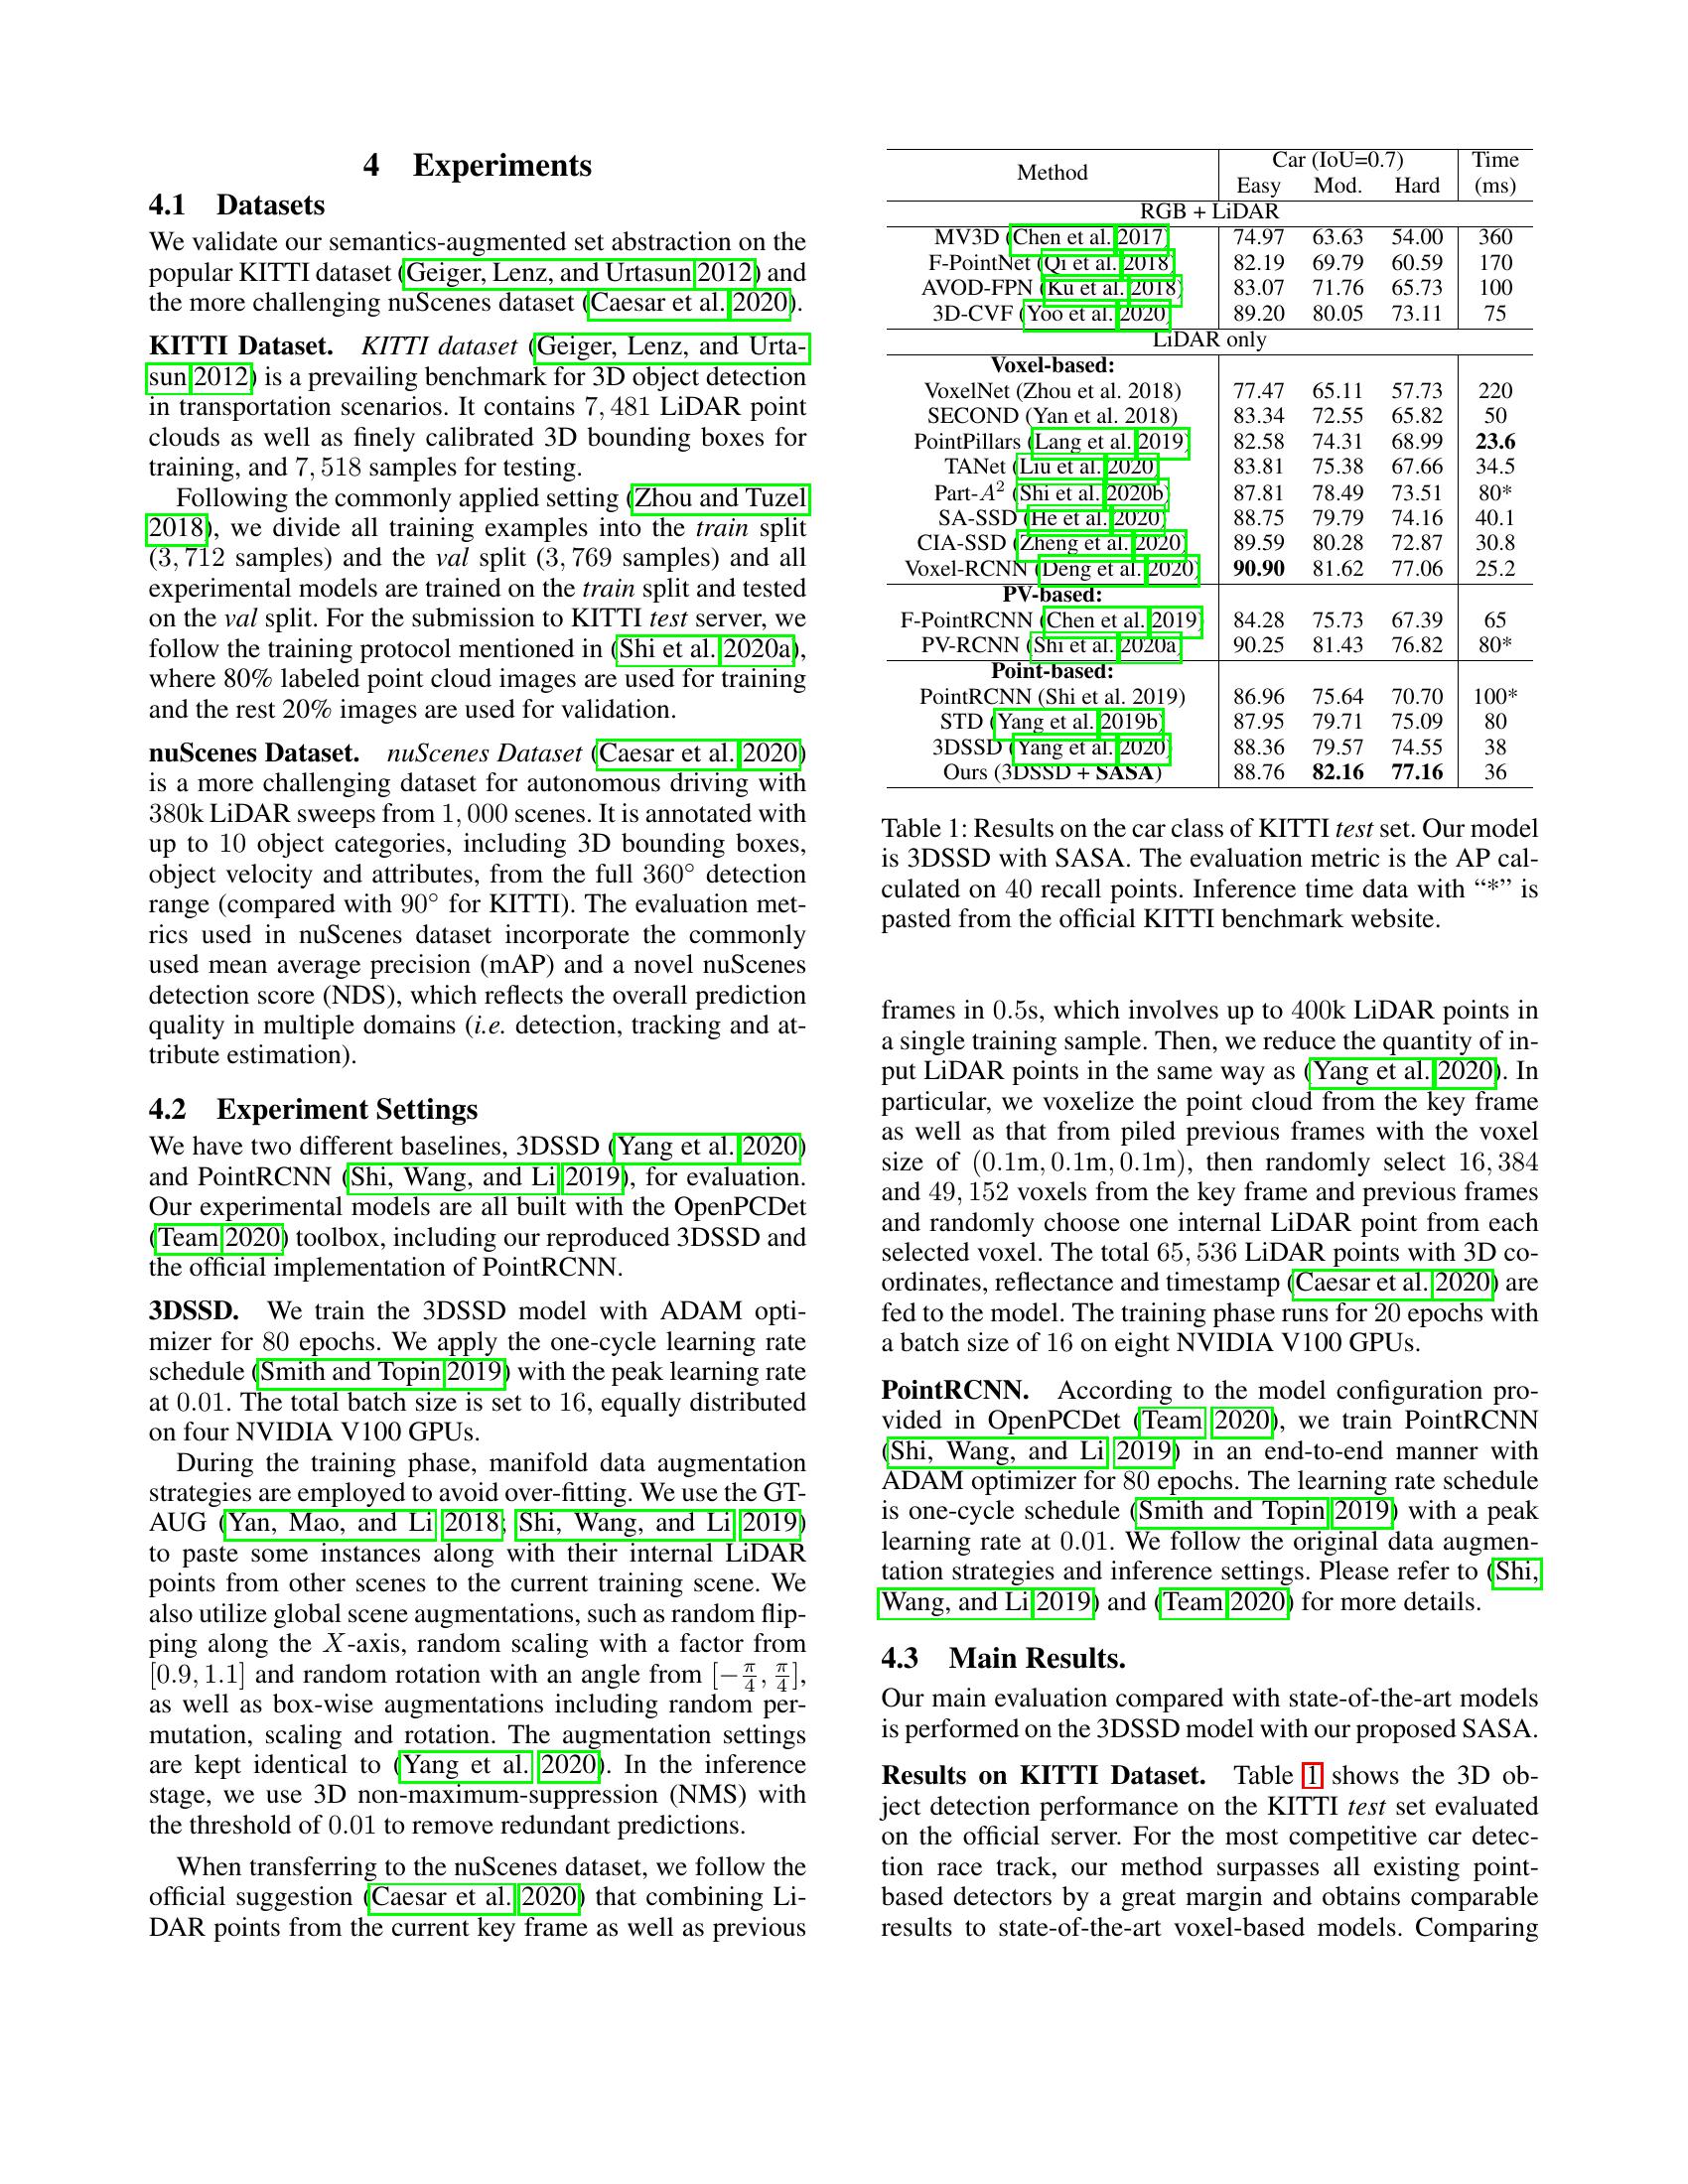 4 Experiments
4.1 Datasets
We validate our semantics-augmented set abstraction on the
popular KITTI dataset (Geiger, Lenz, and Urtasun 2012) and
the more challenging nuScenes dataset (Caesar et al. 2020).
KITTI Dataset. KITTI dataset (Geiger, Lenz, and Urta-
sun 2012) is a prevailing benchmark for 3D object detection
in transportation scenarios. It contains 7, 481 LiDAR point
clouds as well as finely calibrated 3D bounding boxes for
training, and 7, 518 samples for testing.
Following the commonly applied setting (Zhou and Tuzel
2018), we divide all training examples into the train split
(3, 712 samples) and the val split (3, 769 samples) and all
experimental models are trained on the train split and tested
on the val split. For the submission to KITTI test server, we
follow the training protocol mentioned in (Shi et al. 2020a),
where 80% labeled point cloud images are used for training
and the rest 20% images are used for validation.
nuScenes Dataset. nuScenes Dataset (Caesar et al. 2020)
is a more challenging dataset for autonomous driving with
380k LiDAR sweeps from 1, 000 scenes. It is annotated with
up to 10 object categories, including 3D bounding boxes,
object velocity and attributes, from the full 360° detection
range (compared with 90° for KITTI). The evaluation met-
rics used in nuScenes dataset incorporate the commonly
used mean average precision (mAP) and a novel nuScenes
detection score (NDS), which reflects the overall prediction
quality in multiple domains (i.e. detection, tracking and at-
tribute estimation).
4.2 Experiment Settings
We have two different baselines, 3DSSD (Yang et al. 2020)
and PointRCNN (Shi, Wang, and Li 2019), for evaluation.
Our experimental models are all built with the OpenPCDet
(Team 2020) toolbox, including our reproduced 3DSSD and
the official implementation of PointRCNN.
3DSSD. We train the 3DSSD model with ADAM opti-
mizer for 80 epochs. We apply the one-cycle learning rate
schedule (Smith and Topin 2019) with the peak learning rate
at 0.01. The total batch size is set to 16, equally distributed
on four NVIDIA V100 GPUs.
During the training phase, manifold data augmentation
strategies are employed to avoid over-fitting. We use the GT-
AUG (Yan, Mao, and Li 2018; Shi, Wang, and Li 2019)
to paste some instances along with their internal LiDAR
points from other scenes to the current training scene. We
also utilize global scene augmentations, such as random flip-
ping along the X-axis, random scaling with a factor from
[0.9, 1.1] and random rotation with an angle from [−π/4, π/4],
as well as box-wise augmentations including random per-
mutation, scaling and rotation. The augmentation settings
are kept identical to (Yang et al. 2020). In the inference
stage, we use 3D non-maximum-suppression (NMS) with
the threshold of 0.01 to remove redundant predictions.
When transferring to the nuScenes dataset, we follow the
official suggestion (Caesar et al. 2020) that combining Li-
DAR points from the current key frame as well as previous
Method Car (IoU=0.7) Time
Easy Mod. Hard (ms)
RGB + LiDAR
MV3D (Chen et al. 2017) 74.97 63.63 54.00 360
F-PointNet (Qi et al. 2018) 82.19 69.79 60.59 170
AVOD-FPN (Ku et al. 2018) 83.07 71.76 65.73 100
3D-CVF (Yoo et al. 2020) 89.20 80.05 73.11 75
LiDAR only
Voxel-based:
VoxelNet (Zhou et al. 2018) 77.47 65.11 57.73 220
SECOND (Yan et al. 2018) 83.34 72.55 65.82 50
PointPillars (Lang et al. 2019) 82.58 74.31 68.99 23.6
TANet (Liu et al. 2020) 83.81 75.38 67.66 34.5
Part-A² (Shi et al. 2020b) 87.81 78.49 73.51 80*
SA-SSD (He et al. 2020) 88.75 79.79 74.16 40.1
CIA-SSD (Zheng et al. 2020) 89.59 80.28 72.87 30.8
Voxel-RCNN (Deng et al. 2020) 90.90 81.62 77.06 25.2
PV-based:
F-PointRCNN (Chen et al. 2019) 84.28 75.73 67.39 65
PV-RCNN (Shi et al. 2020a) 90.25 81.43 76.82 80*
Point-based:
PointRCNN (Shi et al. 2019) 86.96 75.64 70.70 100*
STD (Yang et al. 2019b) 87.95 79.71 75.09 80
3DSSD (Yang et al. 2020) 88.36 79.57 74.55 38
Ours (3DSSD + SASA) 88.76 82.16 77.16 36
Table 1: Results on the car class of KITTI test set. Our model
is 3DSSD with SASA. The evaluation metric is the AP cal-
culated on 40 recall points. Inference time data with “*” is
pasted from the official KITTI benchmark website.
frames in 0.5s, which involves up to 400k LiDAR points in
a single training sample. Then, we reduce the quantity of in-
put LiDAR points in the same way as (Yang et al. 2020). In
particular, we voxelize the point cloud from the key frame
as well as that from piled previous frames with the voxel
size of (0.1m, 0.1m, 0.1m), then randomly select 16, 384
and 49, 152 voxels from the key frame and previous frames
and randomly choose one internal LiDAR point from each
selected voxel. The total 65, 536 LiDAR points with 3D co-
ordinates, reflectance and timestamp (Caesar et al. 2020) are
fed to the model. The training phase runs for 20 epochs with
a batch size of 16 on eight NVIDIA V100 GPUs.
PointRCNN. According to the model configuration pro-
vided in OpenPCDet (Team 2020), we train PointRCNN
(Shi, Wang, and Li 2019) in an end-to-end manner with
ADAM optimizer for 80 epochs. The learning rate schedule
is one-cycle schedule (Smith and Topin 2019) with a peak
learning rate at 0.01. We follow the original data augmen-
tation strategies and inference settings. Please refer to (Shi,
Wang, and Li 2019) and (Team 2020) for more details.
4.3 Main Results.
Our main evaluation compared with state-of-the-art models
is performed on the 3DSSD model with our proposed SASA.
Results on KITTI Dataset. Table 1 shows the 3D ob-
ject detection performance on the KITTI test set evaluated
on the official server. For the most competitive car detec-
tion race track, our method surpasses all existing point-
based detectors by a great margin and obtains comparable
results to state-of-the-art voxel-based models. Comparing